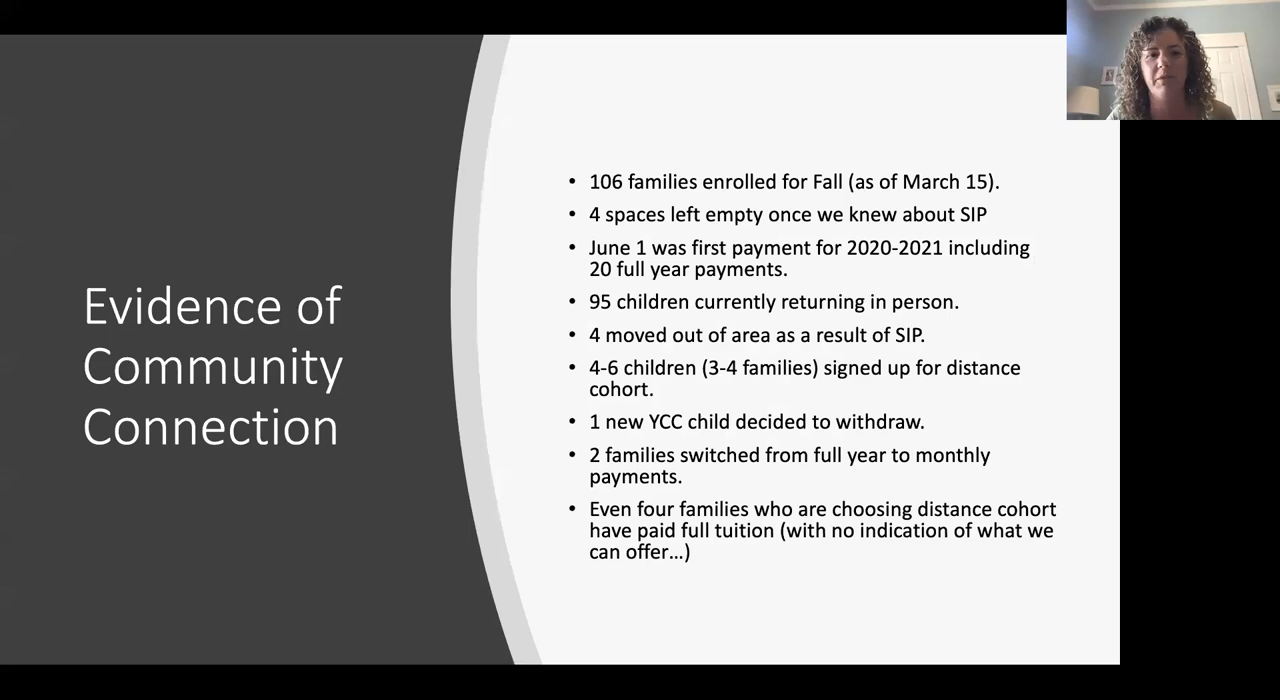 Evidence of
Community
Connection
• 106 families enrolled for Fall (as of March 15).
• 4 spaces left empty once we knew about SIP
• June 1 was first payment for 2020-2021 including
20 full year payments.
• 95 children currently returning in person.
• 4 moved out of area as a result of SIP.
• 4-6 children (3-4 families) signed up for distance
cohort.
• 1 new YCC child decided to withdraw.
• 2 families switched from full year to monthly
payments.
• Even four families who are choosing distance cohort
have paid full tuition (with no indication of what we
can offer…)